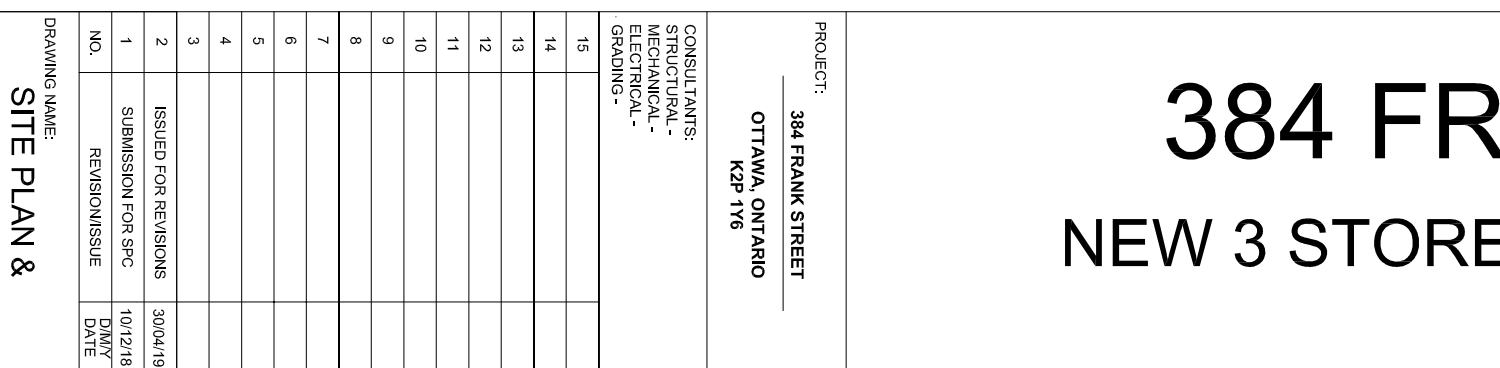 384 FR
NEW 3 STORE
PROJECT:
384 FRANK STREET
OTTAWA, ONTARIO
K2P 1Y6
CONSULTANTS:
STRUCTURAL -
MECHANICAL -
ELECTRICAL -
GRADING -
15
14
13
12
11
10
9
8
7
6
5
4
3
2 ISSUED FOR REVISIONS 30/04/19
1 SUBMISSION FOR SPC 10/12/18
NO. REVISION/ISSUE D/M/Y
DATE
DRAWING NAME:
SITE PLAN &